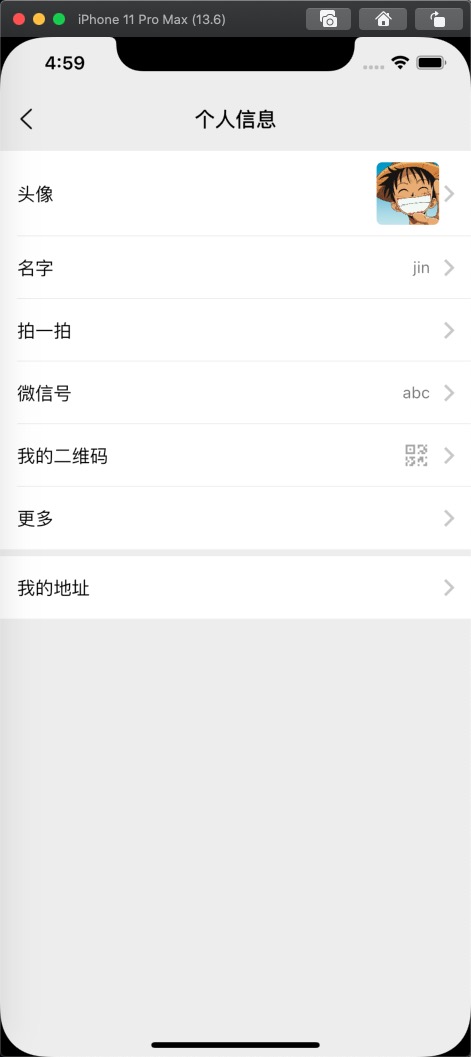 iPhone 11 Pro Max (13.6)
4:59
个人信息
头像
名字 jin
拍一拍
微信号 abc
我的二维码
更多
我的地址